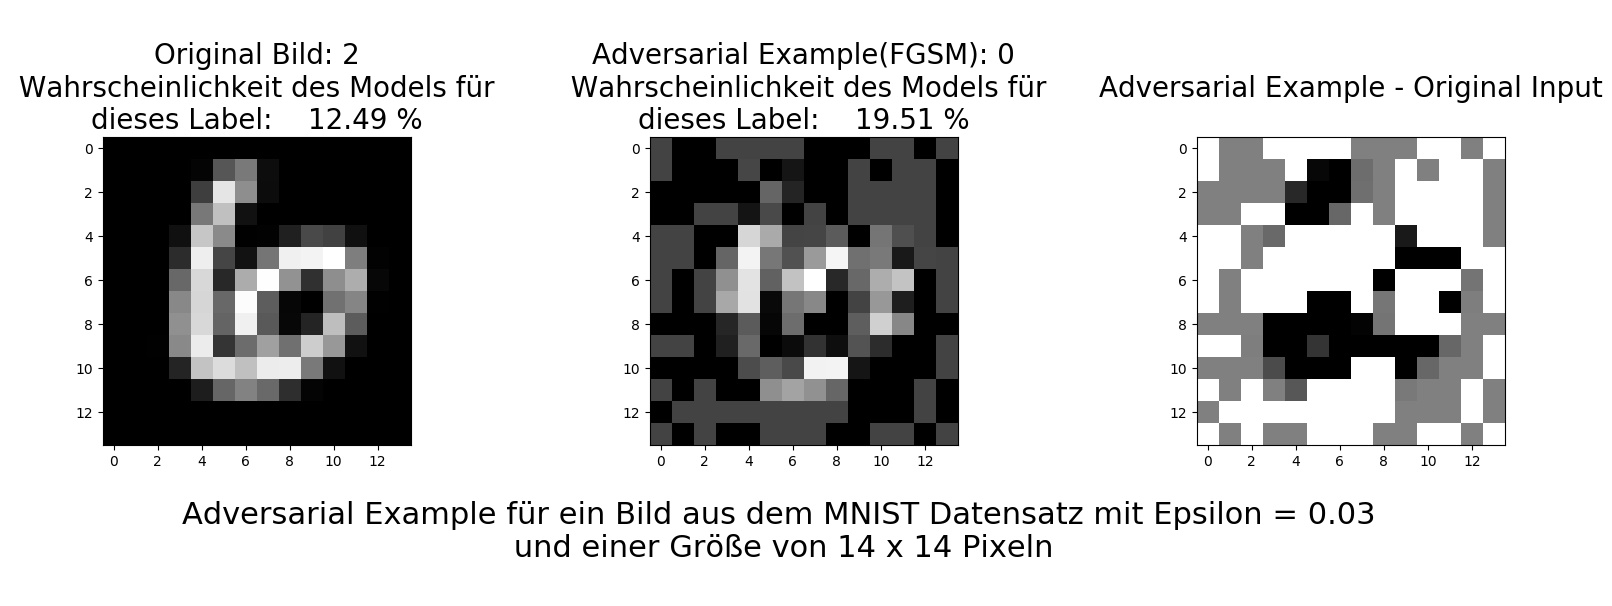 Original Bild: 2
Wahrscheinlichkeit des Models für
dieses Label:    12.49 %
0
2
4
6
8
10
12
0 2 4 6 8 10 12
Adversarial Example(FGSM): 0
Wahrscheinlichkeit des Models für
dieses Label:    19.51 %
0
2
4
6
8
10
12
0 2 4 6 8 10 12
Adversarial Example - Original Input
0
2
4
6
8
10
12
0 2 4 6 8 10 12
Adversarial Example für ein Bild aus dem MNIST Datensatz mit Epsilon = 0.03
und einer Größe von 14 x 14 Pixeln